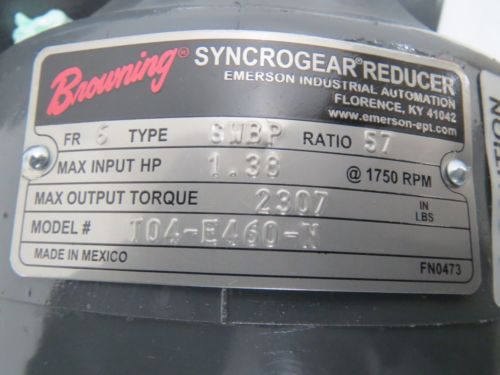 Browning® SYNCROGEAR® REDUCER
EMERSON INDUSTRIAL AUTOMATION
FLORENCE, KY 41042
www.emerson-ept.com
FR 6 TYPE SWBP RATIO 57
MAX INPUT HP 1.38 @ 1750 RPM
MAX OUTPUT TORQUE 2307 IN LBS
MODEL # T04-E460-N
MADE IN MEXICO FN0473